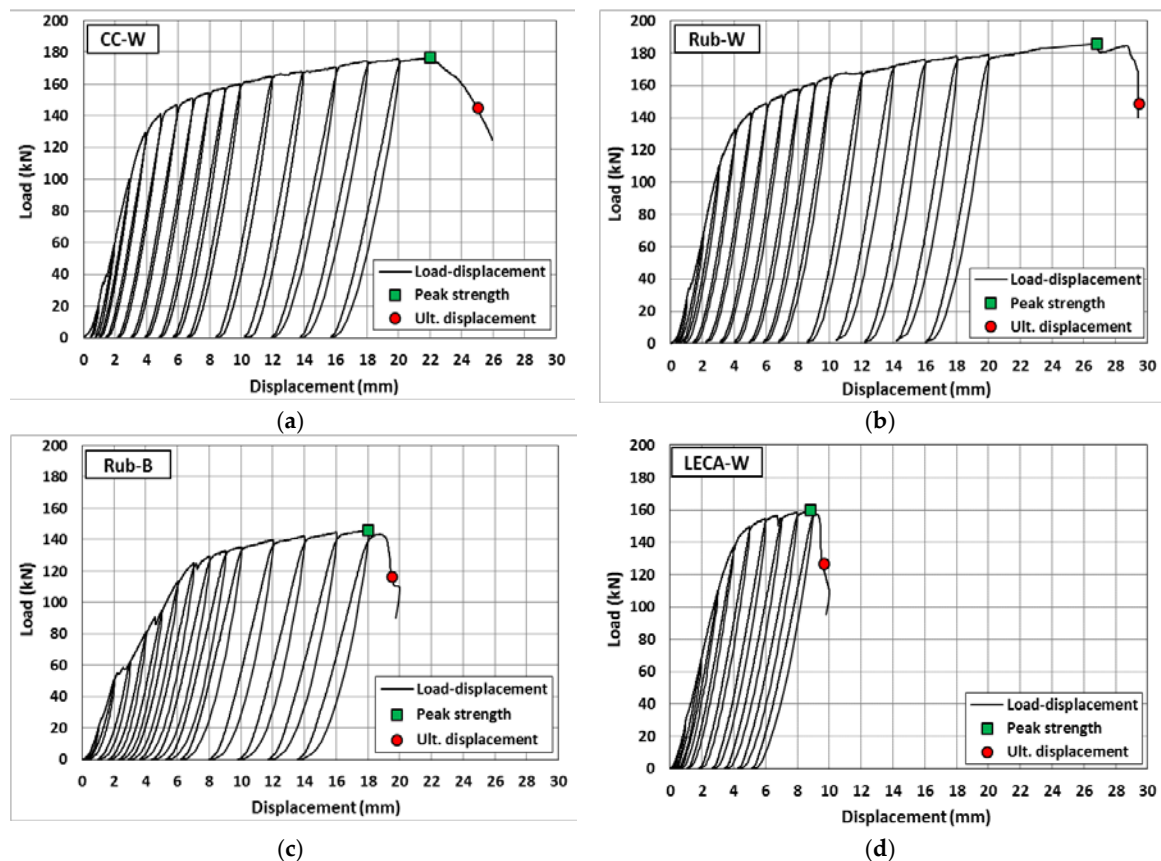 CC-W
Load (kN)
200
180
160
140
120
100
80
60
40
20
0
Load-displacement
Peak strength
Ult. displacement
0 2 4 6 8 10 12 14 16 18 20 22 24 26 28 30
Displacement (mm)
(a)
Rub-W
Load (kN)
200
180
160
140
120
100
80
60
40
20
0
Load-displacement
Peak strength
Ult. displacement
0 2 4 6 8 10 12 14 16 18 20 22 24 26 28 30
Displacement (mm)
(b)
Rub-B
Load (kN)
200
180
160
140
120
100
80
60
40
20
0
Load-displacement
Peak strength
Ult. displacement
0 2 4 6 8 10 12 14 16 18 20 22 24 26 28 30
Displacement (mm)
(c)
LECA-W
Load (kN)
200
180
160
140
120
100
80
60
40
20
0
Load-displacement
Peak strength
Ult. displacement
0 2 4 6 8 10 12 14 16 18 20 22 24 26 28 30
Displacement (mm)
(d)